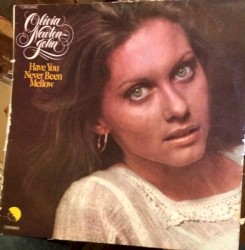 Olivia
Newton-
John
Have You
Never Been
Mellow